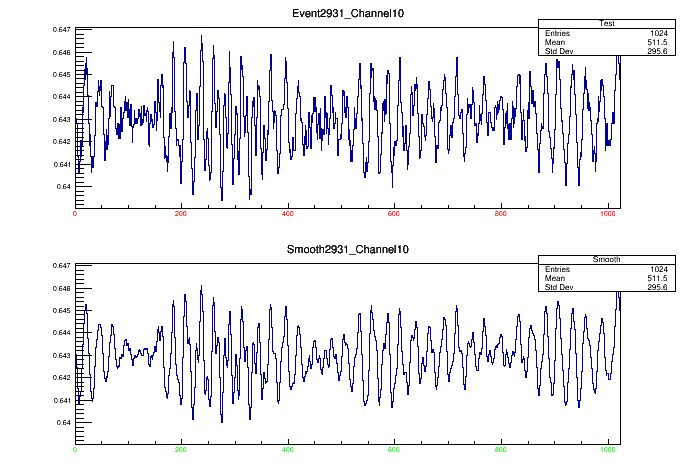 Event2931_Channel10
Test
Entries 1024
Mean 511.5
Std Dev 295.6
0.647
0.646
0.645
0.644
0.643
0.642
0.641
0.64
0 200 400 600 800 1000
Smooth2931_Channel10
Smooth
Entries 1024
Mean 511.5
Std Dev 295.6
0.647
0.646
0.645
0.644
0.643
0.642
0.641
0.64
0 200 400 600 800 1000